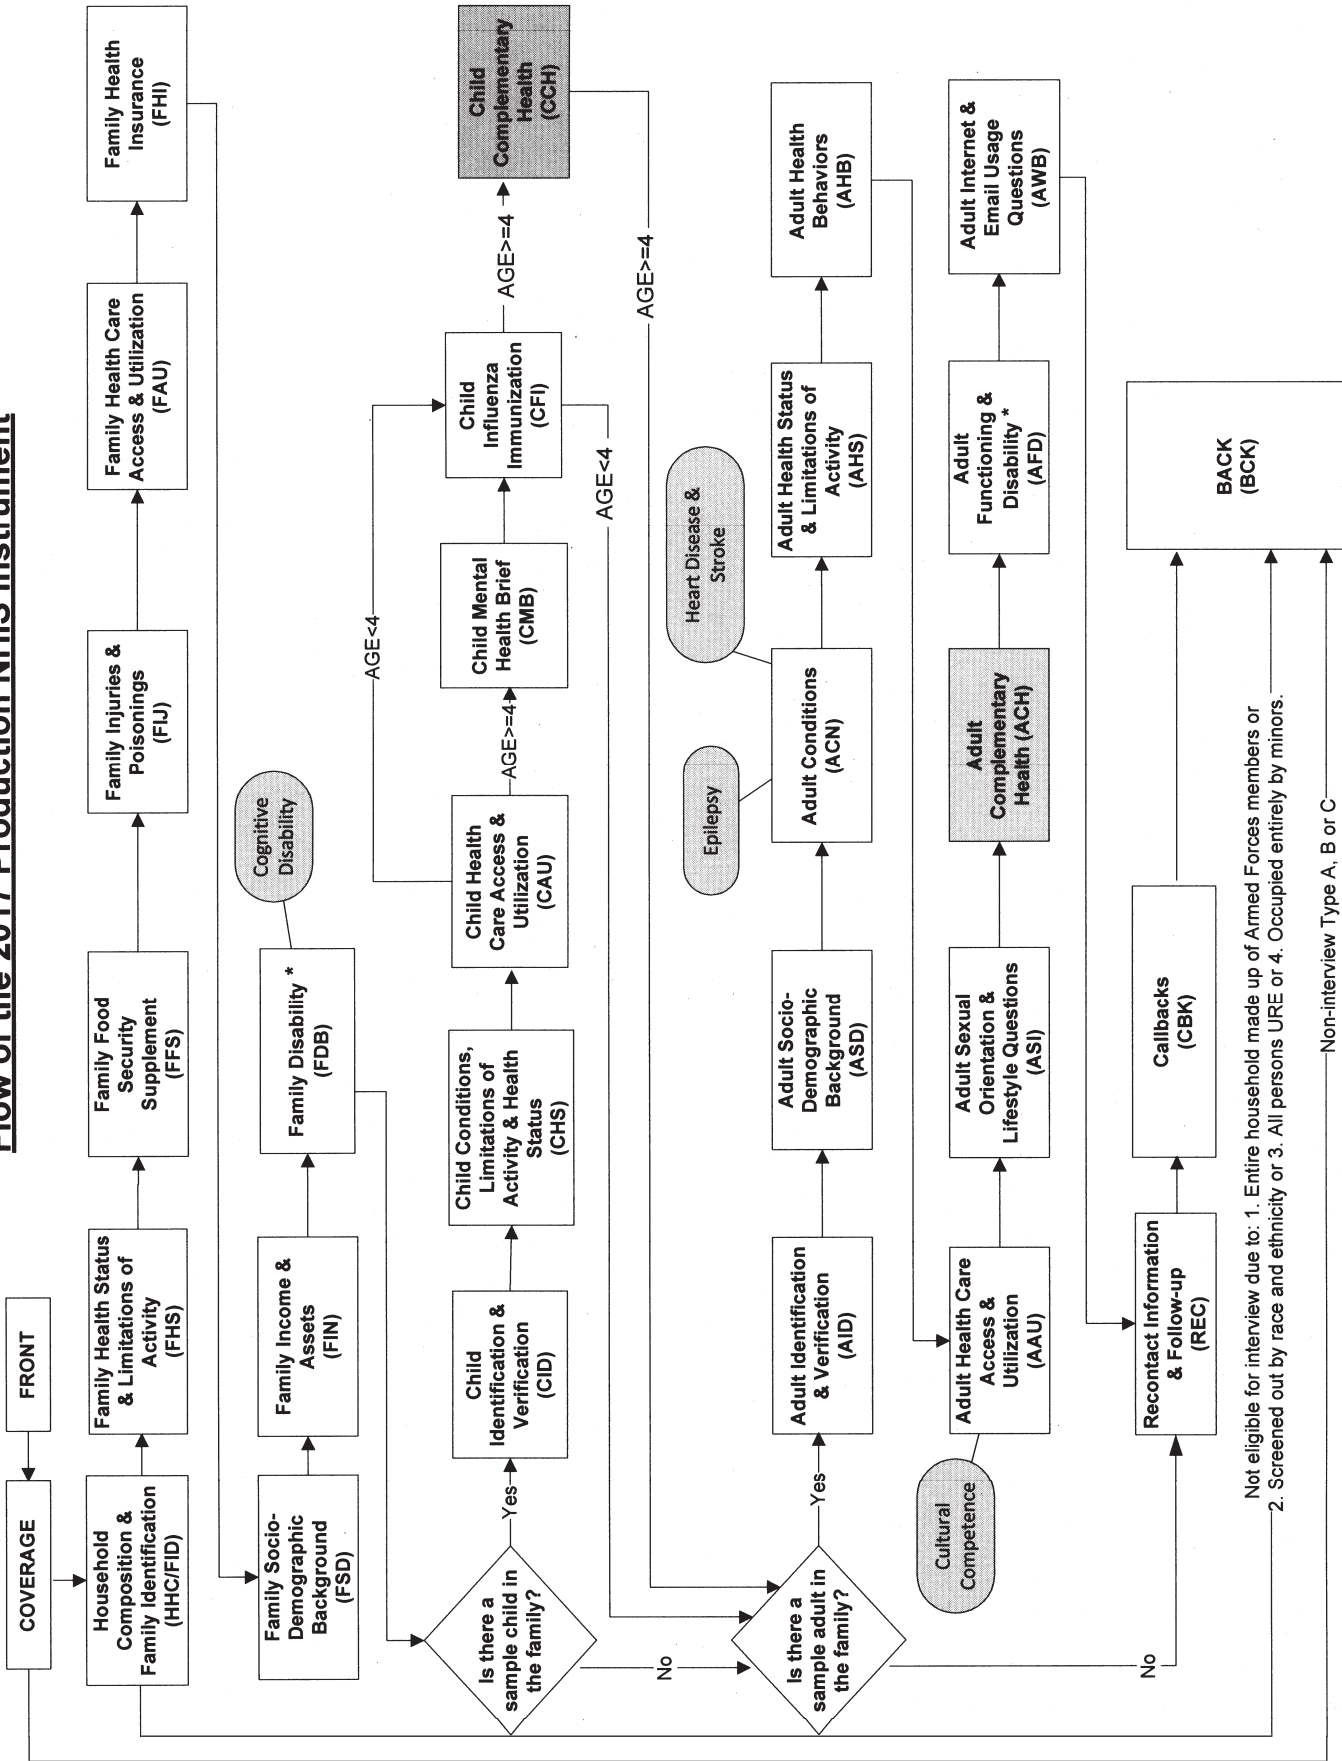 Flow of the 2017 Production NHIS Instrument
FRONT
COVERAGE
Household
Composition &
Family Identification
(HHC/FID)
Family Health Status
& Limitations of
Activity
(FHS)
Family Food
Security
Supplement
(FFS)
Family Injuries &
Poisonings
(FIJ)
Family Health Care
Access & Utilization
(FAU)
Family Health
Insurance
(FHI)
Family Socio-
Demographic
Background
(FSD)
Family Income &
Assets
(FIN)
Family Disability *
(FDB)
Cognitive
Disability
Is there a
sample child in
the family?
Yes
No
Child
Identification &
Verification
(CID)
Child Conditions,
Limitations of
Activity & Health
Status
(CHS)
Child Health
Care Access &
Utilization
(CAU)
AGE<4
AGE>=4
Child Mental
Health Brief
(CMB)
Child
Influenza
Immunization
(CFI)
AGE>=4
Child
Complementary
Health
(CCH)
AGE<4
AGE>=4
Is there a
sample adult in
the family?
Yes
No
Adult Identification
& Verification
(AID)
Adult Socio-
Demographic
Background
(ASD)
Epilepsy
Heart Disease &
Stroke
Adult Conditions
(ACN)
Adult Health Status
& Limitations of
Activity
(AHS)
Adult Health
Behaviors
(AHB)
Cultural
Competence
Adult Health Care
Access &
Utilization
(AAU)
Adult Sexual
Orientation &
Lifestyle Questions
(ASI)
Adult
Complementary
Health (ACH)
Adult
Functioning &
Disability *
(AFD)
Adult Internet &
Email Usage
Questions
(AWB)
Recontact Information
& Follow-up
(REC)
Callbacks
(CBK)
BACK
(BCK)
Not eligible for interview due to: 1. Entire household made up of Armed Forces members or
2. Screened out by race and ethnicity or 3. All persons URE or 4. Occupied entirely by minors.
Non-interview Type A, B or C